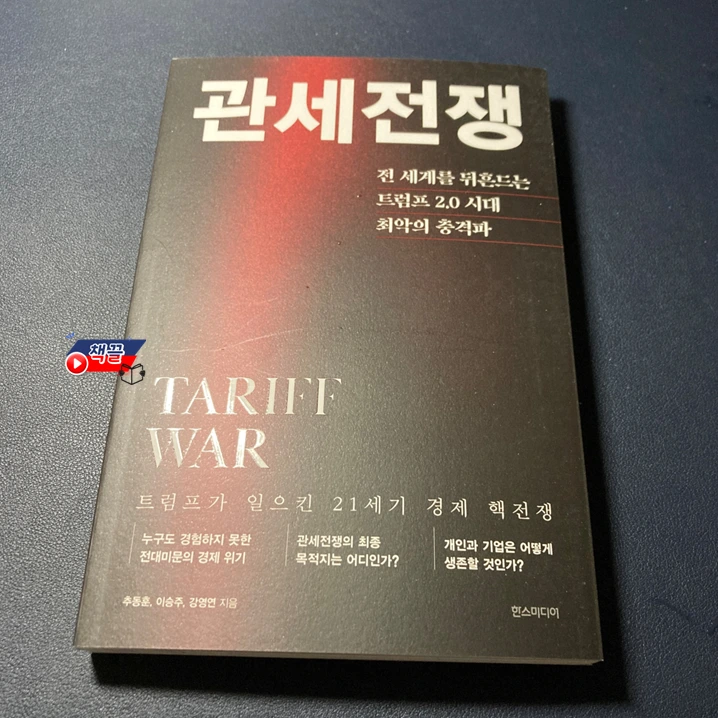 관세전쟁
전 세계를 뒤흔드는
트럼프 2.0 시대
최악의 충격파
책끌
TARIFF
WAR
트럼프가 일으킨 21세기 경제 핵전쟁
누구도 경험하지 못한
전대미문의 경제 위기
관세전쟁의 최종
목적지는 어디인가?
개인과 기업은 어떻게
생존할 것인가?
추동훈, 이승주, 강영연 지음
한스미디어